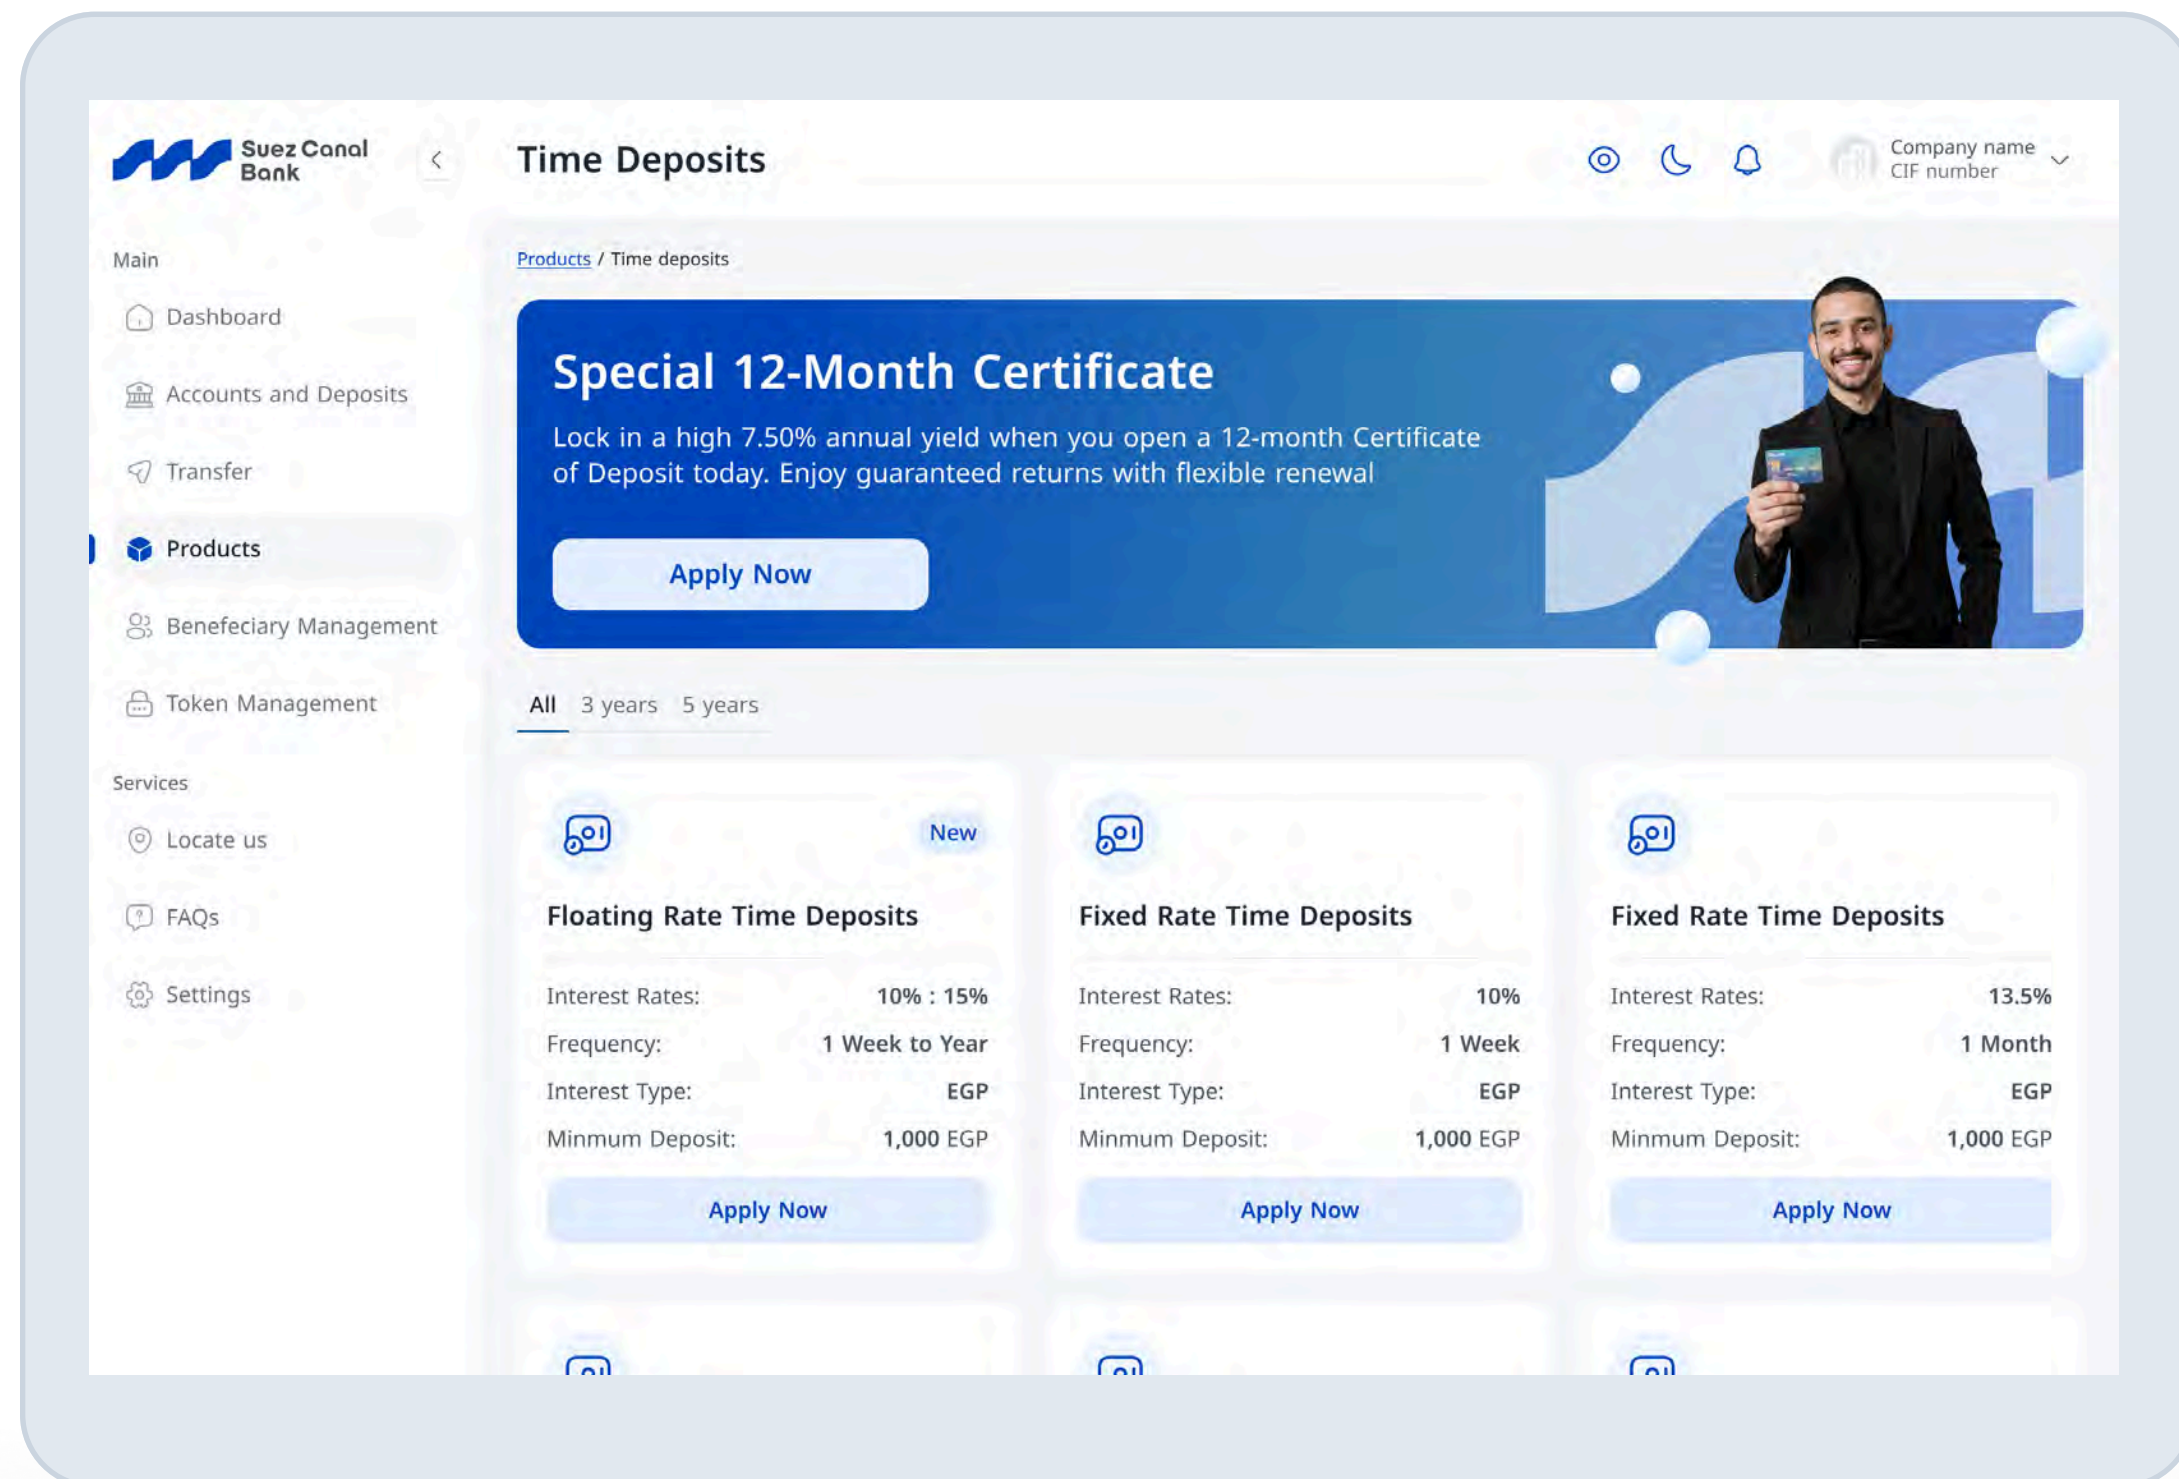 Suez Canal
Bank
Time Deposits
Company name
CIF number
Main
Dashboard
Accounts and Deposits
Transfer
Products
Benefeciary Management
Token Management
Services
Locate us
FAQs
Settings
Products / Time deposits
Special 12-Month Certificate
Lock in a high 7.50% annual yield when you open a 12-month Certificate
of Deposit today. Enjoy guaranteed returns with flexible renewal
Apply Now
All 3 years 5 years
New
Floating Rate Time Deposits
Interest Rates: 10% : 15%
Frequency: 1 Week to Year
Interest Type: EGP
Minmum Deposit: 1,000 EGP
Apply Now
Fixed Rate Time Deposits
Interest Rates: 10%
Frequency: 1 Week
Interest Type: EGP
Minmum Deposit: 1,000 EGP
Apply Now
Fixed Rate Time Deposits
Interest Rates: 13.5%
Frequency: 1 Month
Interest Type: EGP
Minmum Deposit: 1,000 EGP
Apply Now